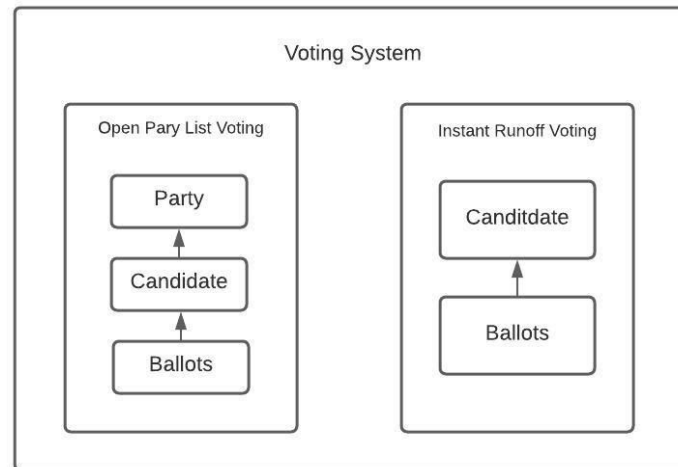 Voting System
Open Pary List Voting
Party
Candidate
Ballots
Instant Runoff Voting
Canditdate
Ballots